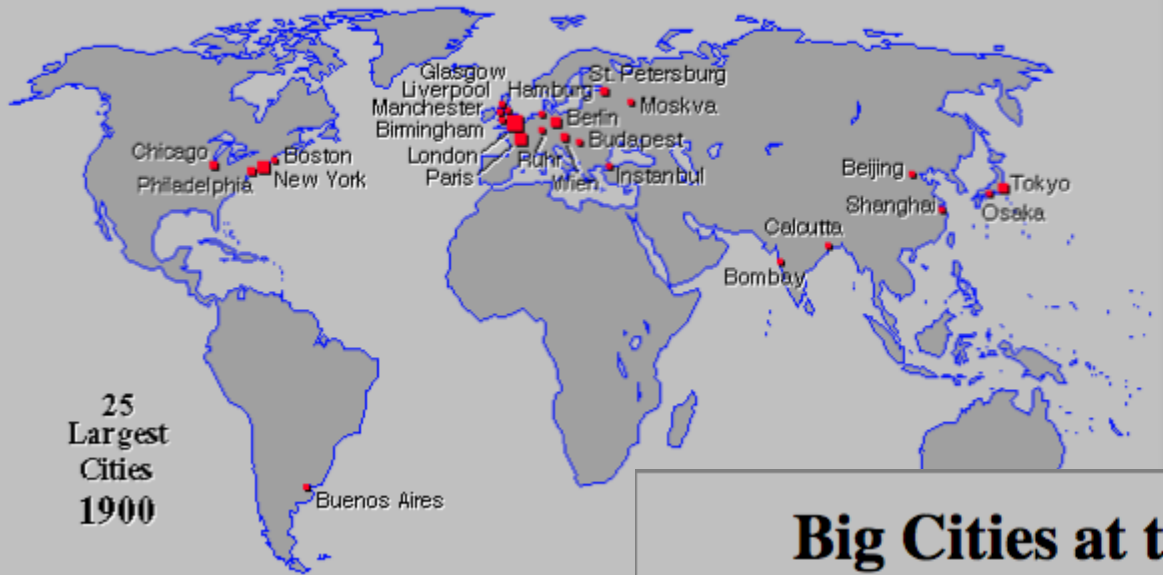 Glasgow
Liverpool
Manchester
Birmingham
London
Paris
Hamburg
St. Petersburg
Moskva
Berlin
Budapest
Ruhr
Wien
Instanbul
Chicago
Boston
Philadelphia
New York
Beijing
Tokyo
Shanghai
Osaka
Calcutta
Bombay
25
Largest
Cities
1900
Buenos Aires
Big Cities at t